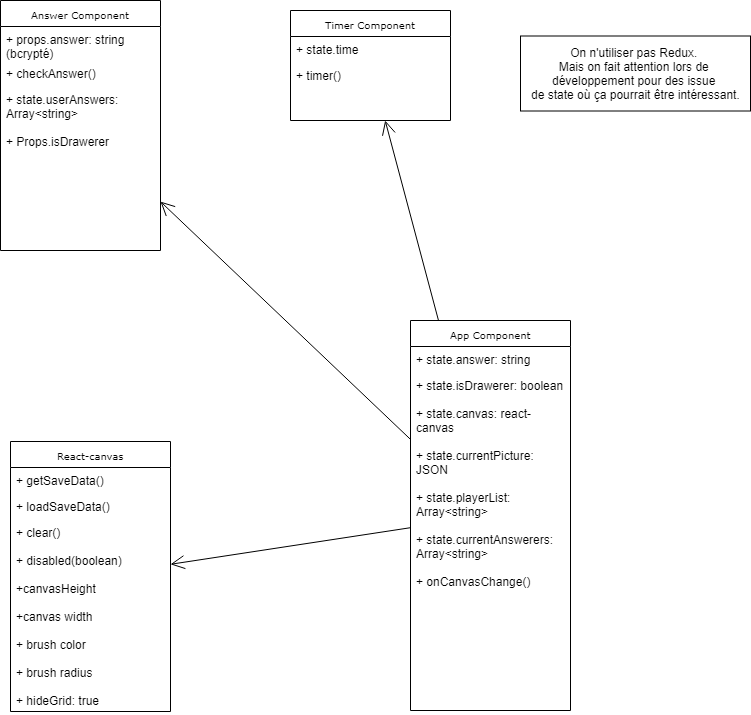 Answer Component
+ props.answer: string
(bcrypté)
+ checkAnswer()
+ state.userAnswers:
Array<string>
+ Props.isDrawerer
Timer Component
+ state.time
+ timer()
On n'utiliser pas Redux.
Mais on fait attention lors de
développement pour des issue
de state où ça pourrait être intéressant.
App Component
+ state.answer: string
+ state.isDrawerer: boolean
+ state.canvas: react-
canvas
+ state.currentPicture:
JSON
+ state.playerList:
Array<string>
+ state.currentAnswerers:
Array<string>
+ onCanvasChange()
React-canvas
+ getSaveData()
+ loadSaveData()
+ clear()
+ disabled(boolean)
+canvasHeight
+canvas width
+ brush color
+ brush radius
+ hideGrid: true